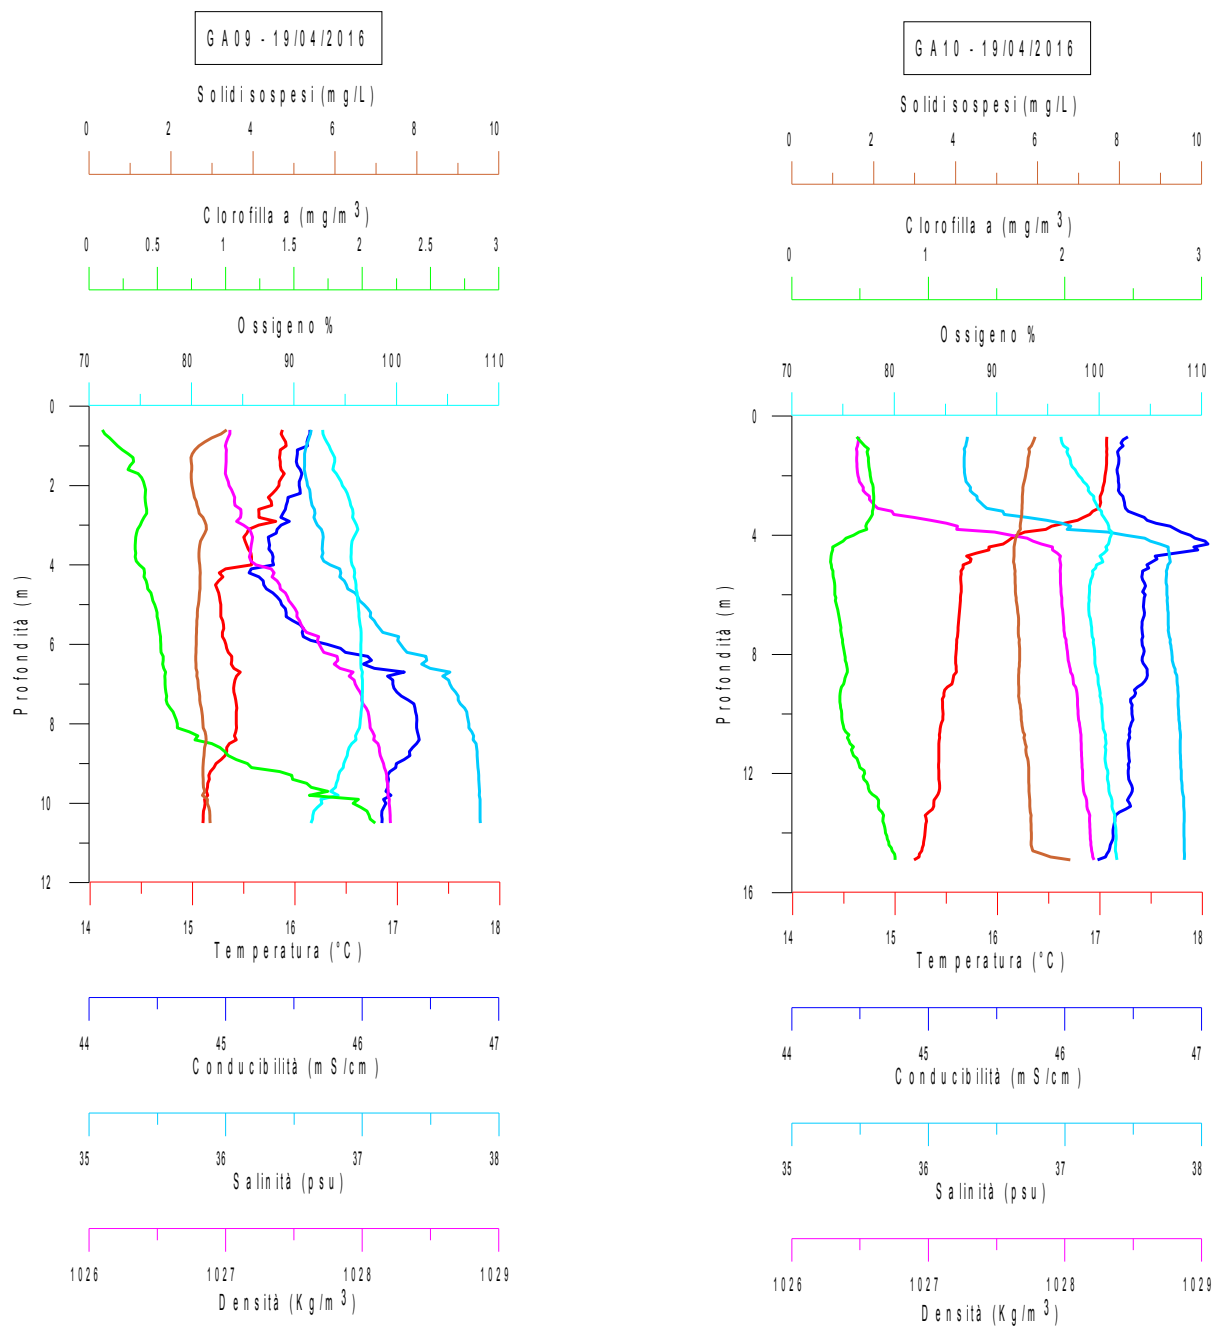 GA09 - 19/04/2016
Solidi sospesi (mg/L)
0 2 4 6 8 10
Clorofilla a (mg/m³)
0 0.5 1 1.5 2 2.5 3
Ossigeno %
70 80 90 100 110
0
2
4
6
8
10
12
Profondità (m)
14 15 16 17 18
Temperatura (°C)
44 45 46 47
Conducibilità (mS/cm)
35 36 37 38
Salinità (psu)
1026 1027 1028 1029
Densità (Kg/m³)
GA10 - 19/04/2016
Solidi sospesi (mg/L)
0 2 4 6 8 10
Clorofilla a (mg/m³)
0 1 2 3
Ossigeno %
70 80 90 100 110
0
4
8
12
16
Profondità (m)
14 15 16 17 18
Temperatura (°C)
44 45 46 47
Conducibilità (mS/cm)
35 36 37 38
Salinità (psu)
1026 1027 1028 1029
Densità (Kg/m³)